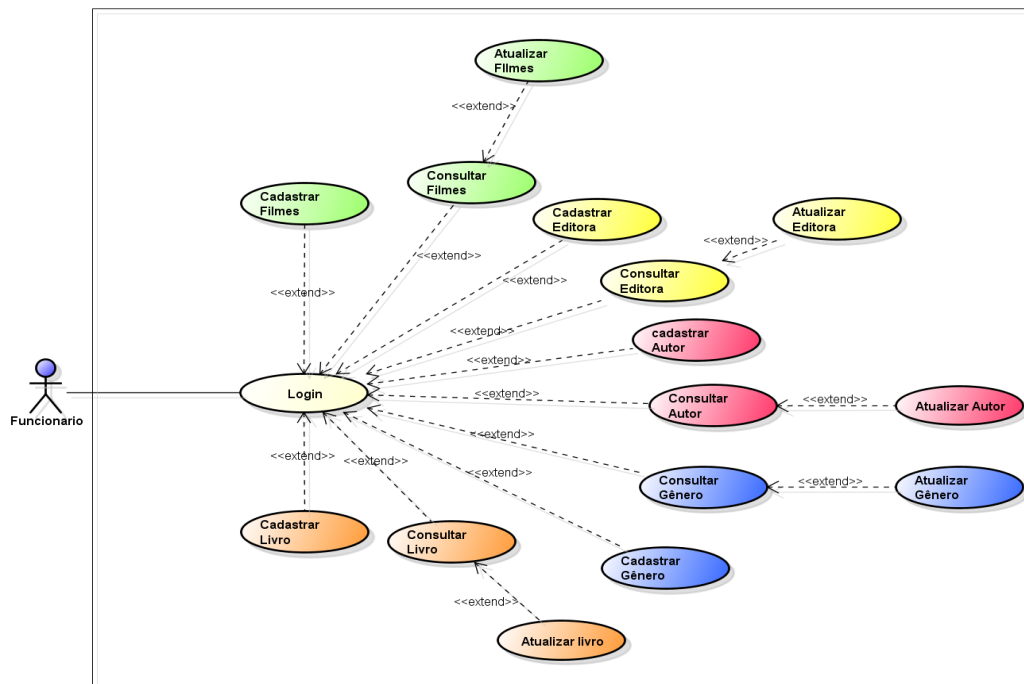 Atualizar
FIlmes
<<extend>>
Consultar
Filmes
Cadastrar
Filmes
Cadastrar
Editora
Atualizar
Editora
<<extend>>
<<extend>>
Consultar
Editora
<<extend>>
<<extend>>
cadastrar
Autor
<<extend>>
<<extend>>
Login
<<extend>>
Consultar
Autor
<<extend>>
Atualizar Autor
Funcionario
<<extend>>
<<extend>>
<<extend>>
<<extend>>
Consultar
Gênero
<<extend>>
Atualizar
Gênero
Cadastrar
Livro
Consultar
Livro
Cadastrar
Gênero
<<extend>>
Atualizar livro